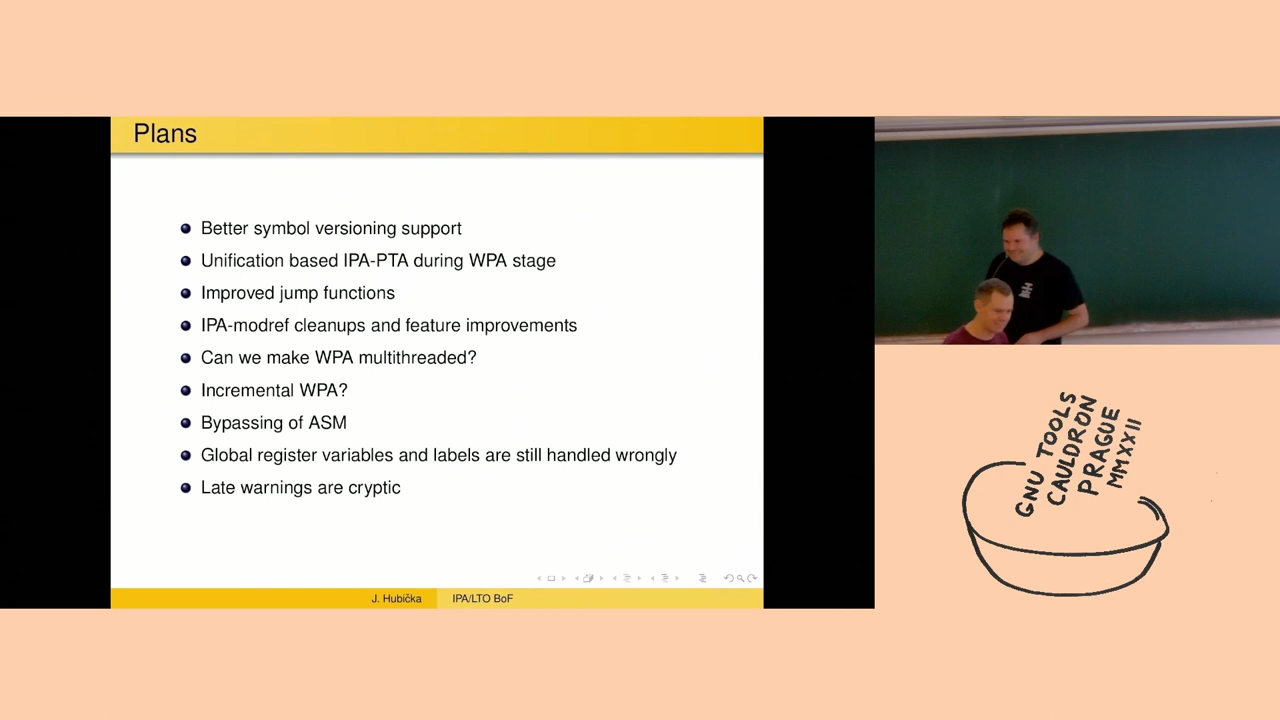 Plans
Better symbol versioning support
Unification based IPA-PTA during WPA stage
Improved jump functions
IPA-modref cleanups and feature improvements
Can we make WPA multithreaded?
Incremental WPA?
Bypassing of ASM
Global register variables and labels are still handled wrongly
Late warnings are cryptic
J. Hubička IPA/LTO BoF
GNU TOOLS
CAULDRON
PRAGUE
MMXXII